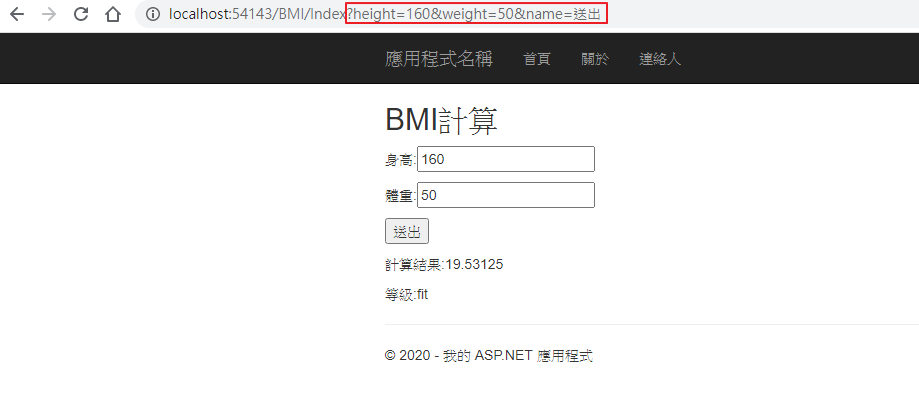 localhost:54143/BMI/Index?height=160&weight=50&name=送出
應用程式名稱 首頁 關於 連絡人
BMI計算
身高:160
體重:50
送出
計算結果:19.53125
等級:fit
© 2020 - 我的 ASP.NET 應用程式